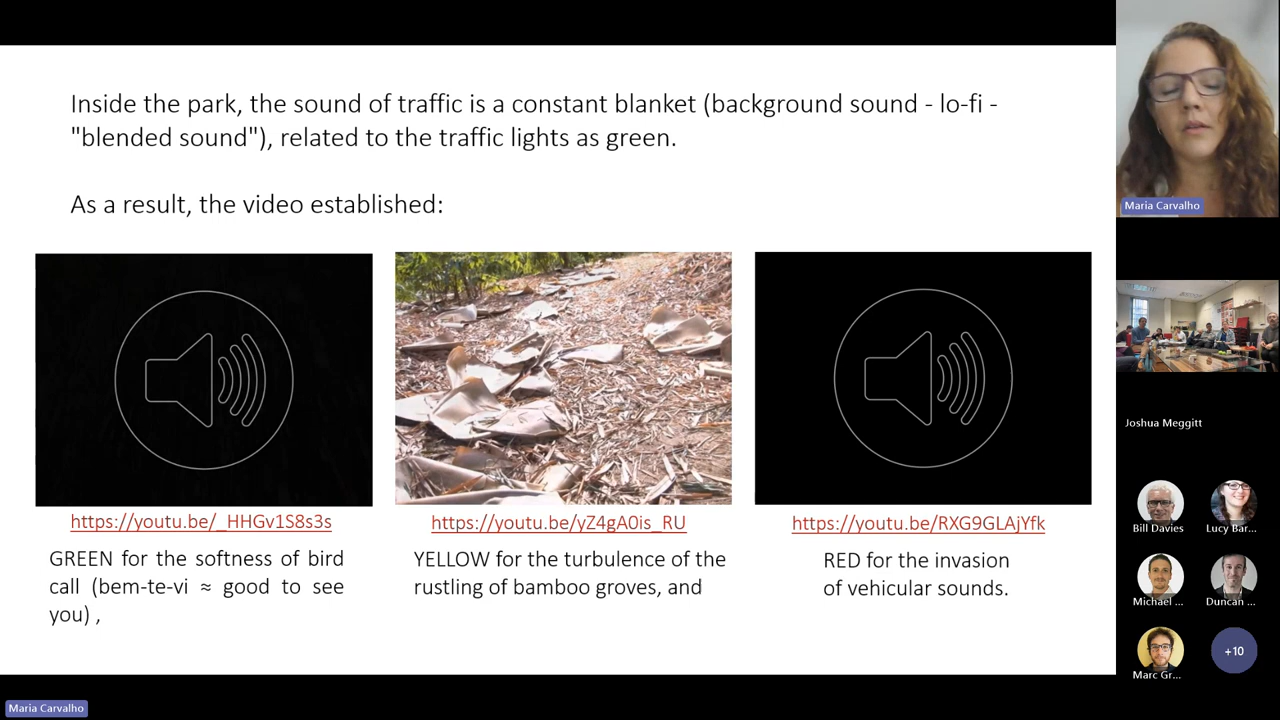 Inside the park, the sound of traffic is a constant blanket (background sound - lo-fi -
"blended sound"), related to the traffic lights as green.
As a result, the video established:
https://youtu.be/_HHGv1S8s3s
GREEN for the softness of bird
call (bem-te-vi ≈ good to see
you) ,
https://youtu.be/yZ4gA0is_RU
YELLOW for the turbulence of the
rustling of bamboo groves, and
https://youtu.be/RXG9GLAjYfk
RED for the invasion
of vehicular sounds.
Maria Carvalho
Joshua Meggitt
Bill Davies
Lucy Bar...
Michael ...
Duncan ...
Marc Gr...
+10
Maria Carvalho